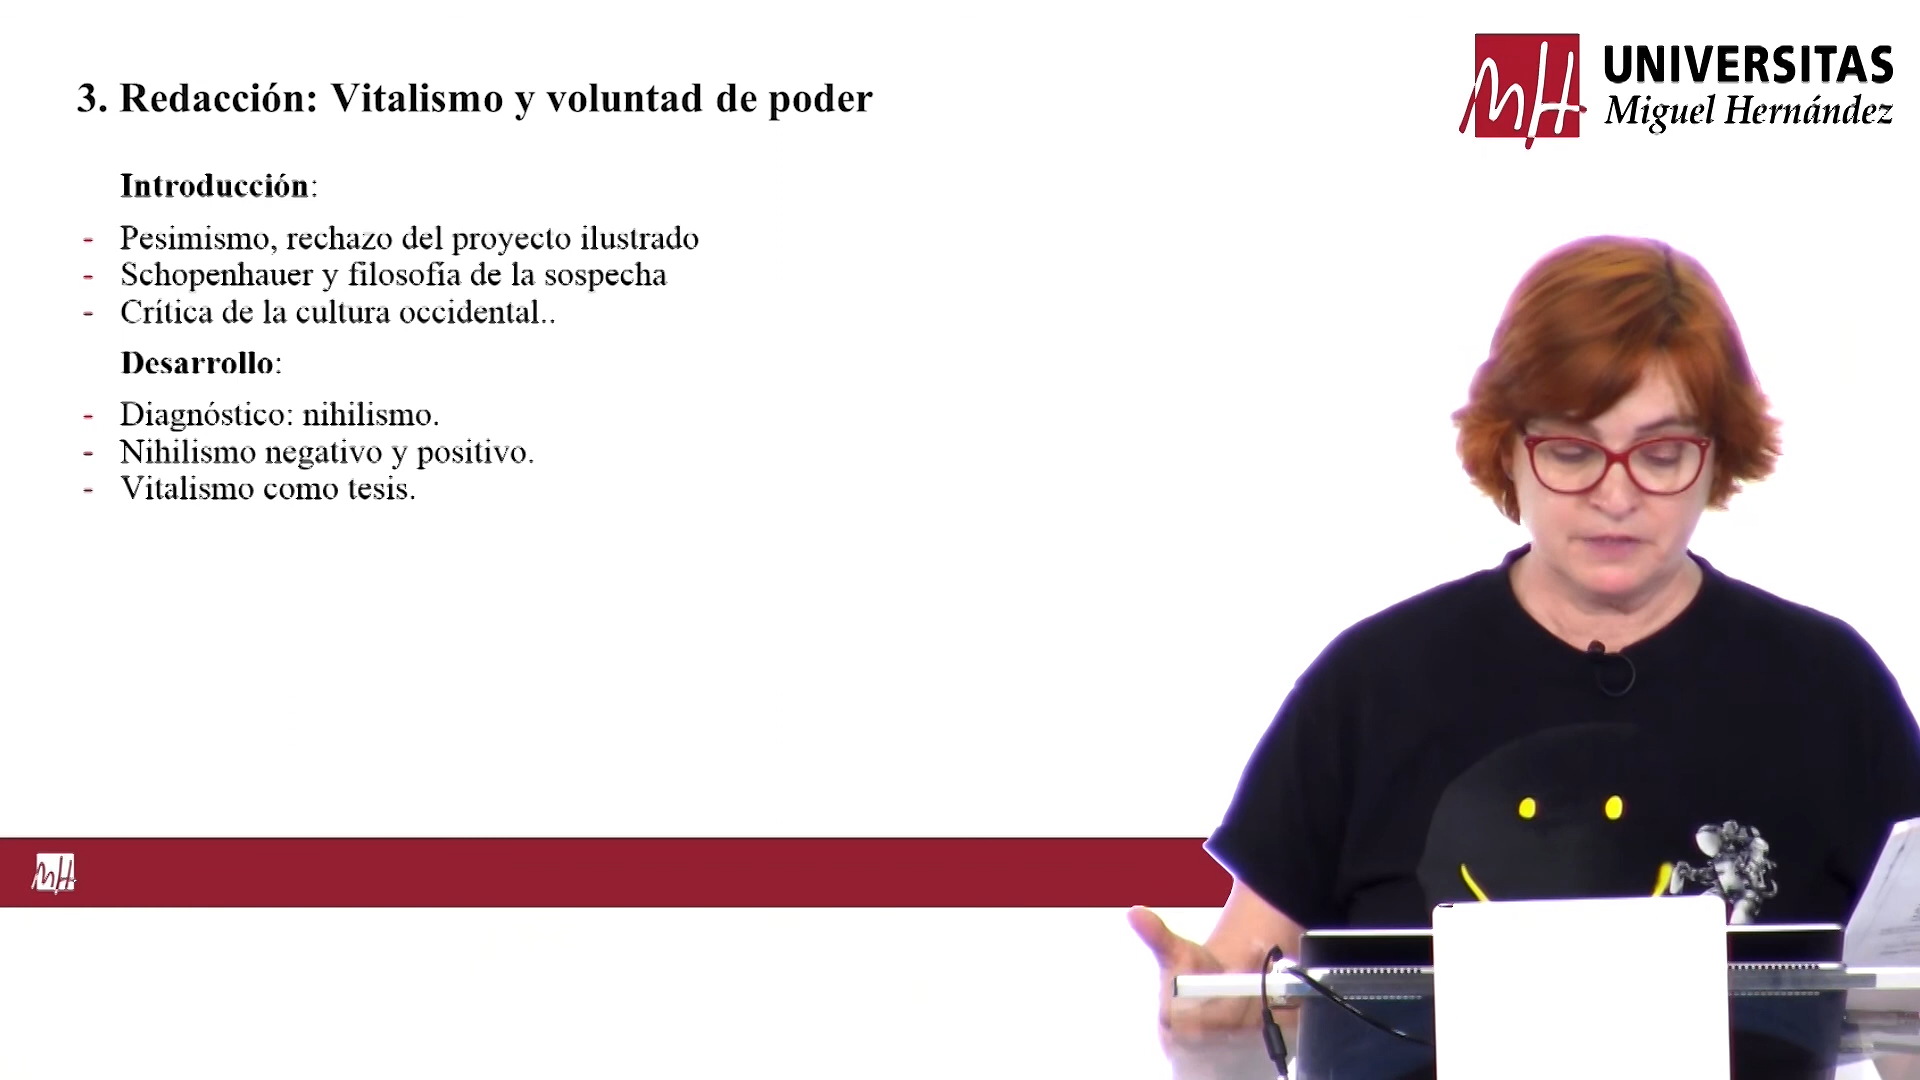 3. Redacción: Vitalismo y voluntad de poder
UNIVERSITAS
Miguel Hernández
Introducción:
- Pesimismo, rechazo del proyecto ilustrado
- Schopenhauer y filosofía de la sospecha
- Crítica de la cultura occidental..
Desarrollo:
- Diagnóstico: nihilismo.
- Nihilismo negativo y positivo.
- Vitalismo como tesis.